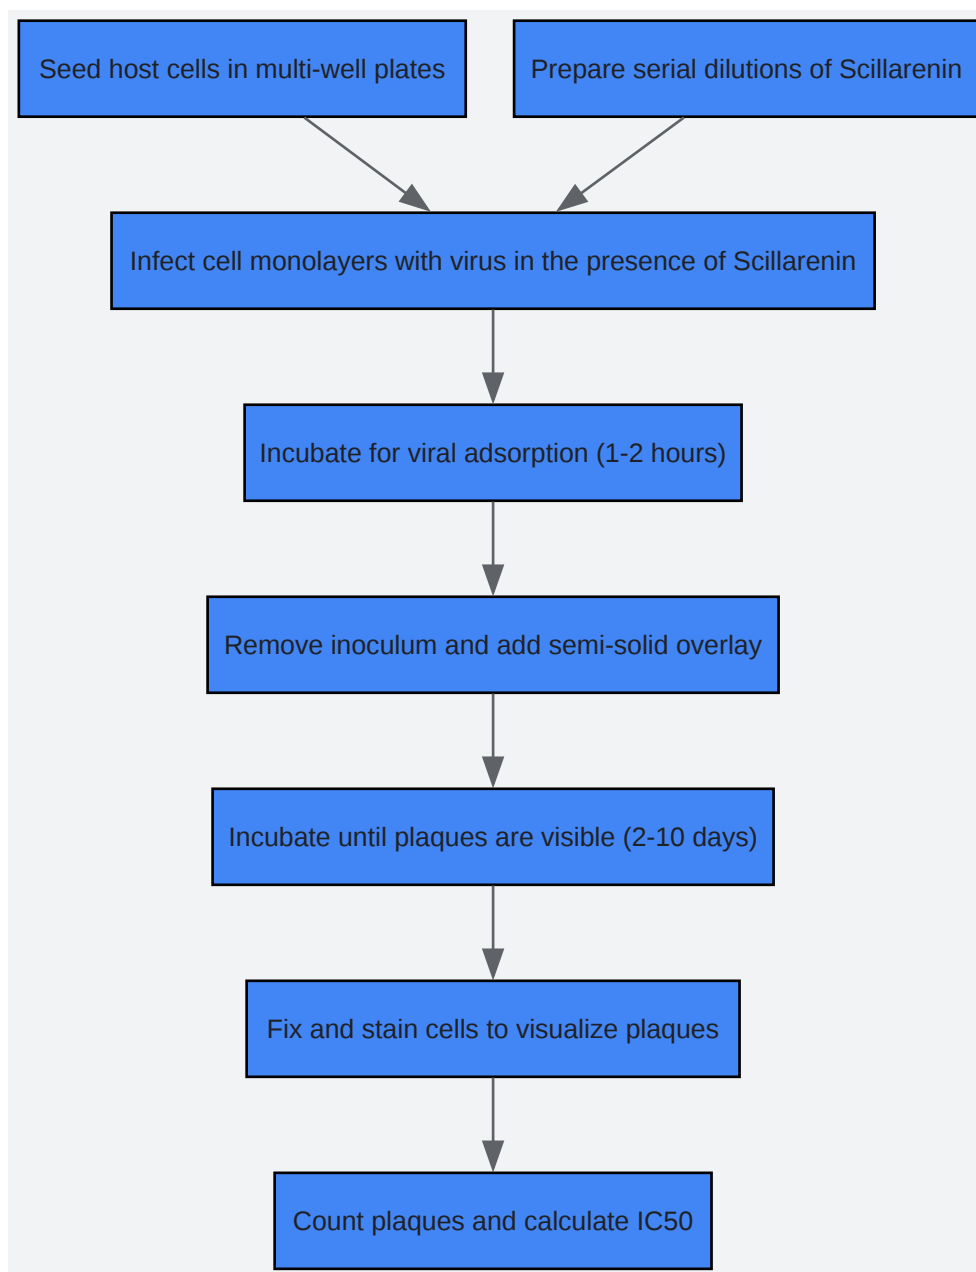 Seed host cells in multi-well plates
Prepare serial dilutions of Scillarenin
Infect cell monolayers with virus in the presence of Scillarenin
Incubate for viral adsorption (1-2 hours)
Remove inoculum and add semi-solid overlay
Incubate until plaques are visible (2-10 days)
Fix and stain cells to visualize plaques
Count plaques and calculate IC50